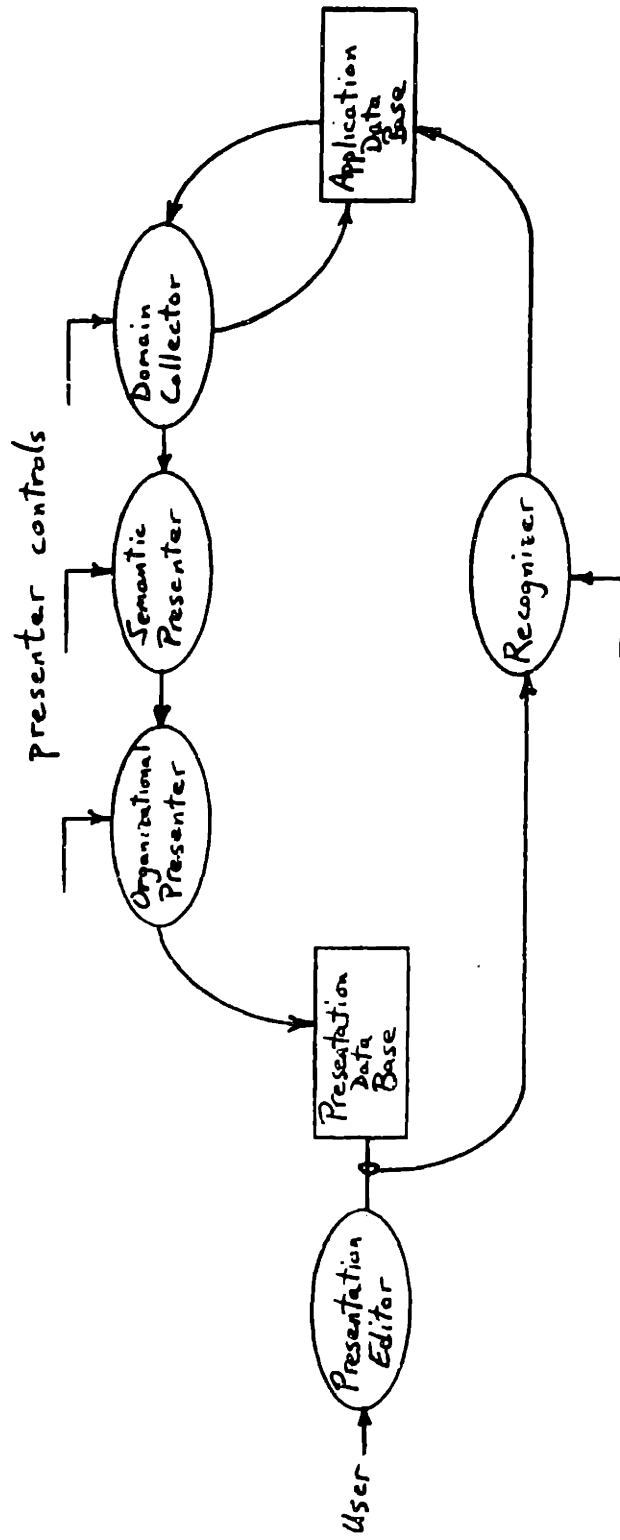 presenter controls
Organizational
Presenter
Semantic
Presenter
Domain
Collector
User
Presentation
Editor
Presentation
Data
Base
Application
Data
Base
Recognizer